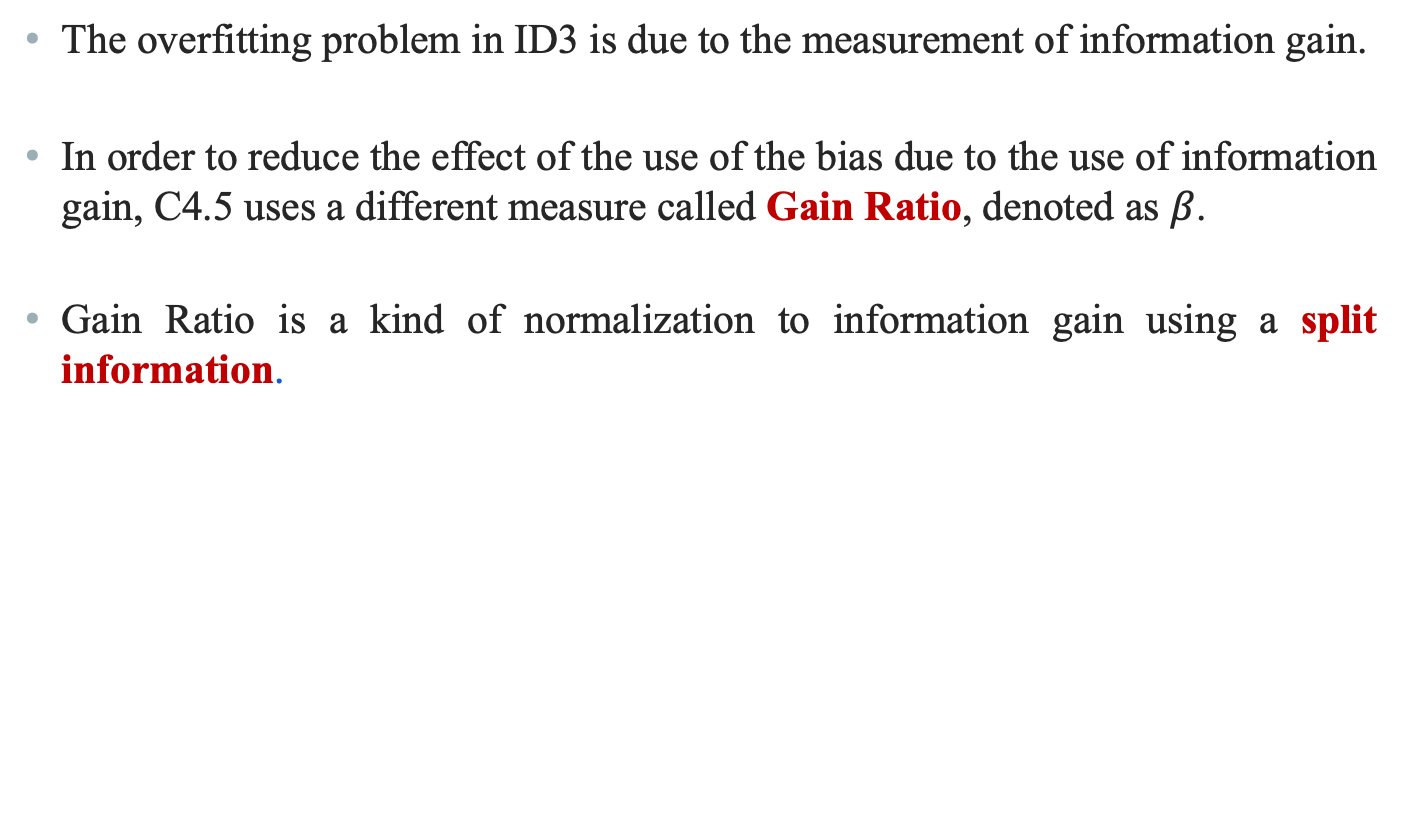 • The overfitting problem in ID3 is due to the measurement of information gain.
• In order to reduce the effect of the use of the bias due to the use of information
gain, C4.5 uses a different measure called Gain Ratio, denoted as 𝛽.
• Gain Ratio is a kind of normalization to information gain using a split
information.